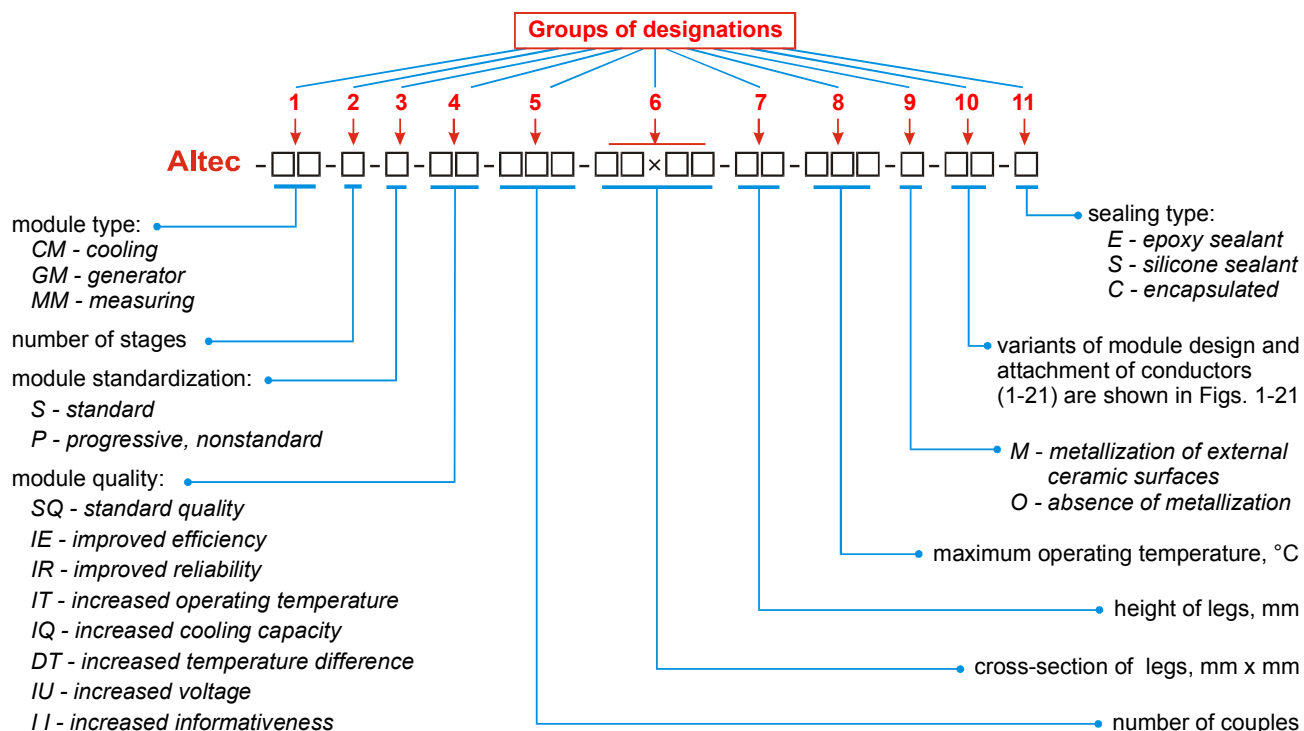 Groups of designations
1 2 3 4 5 6 7 8 9 10 11
Altec -□□-□-□-□□-□□□-□□×□□-□□-□□□-□-□□-□
module type:
CM - cooling
GM - generator
MM - measuring
number of stages
module standardization:
S - standard
P - progressive, nonstandard
module quality:
SQ - standard quality
IE - improved efficiency
IR - improved reliability
IT - increased operating temperature
IQ - increased cooling capacity
DT - increased temperature difference
IU - increased voltage
I I - increased informativeness
sealing type:
E - epoxy sealant
S - silicone sealant
C - encapsulated
variants of module design and
attachment of conductors
(1-21) are shown in Figs. 1-21
M - metallization of external
ceramic surfaces
O - absence of metallization
maximum operating temperature, °C
height of legs, mm
cross-section of legs, mm x mm
number of couples